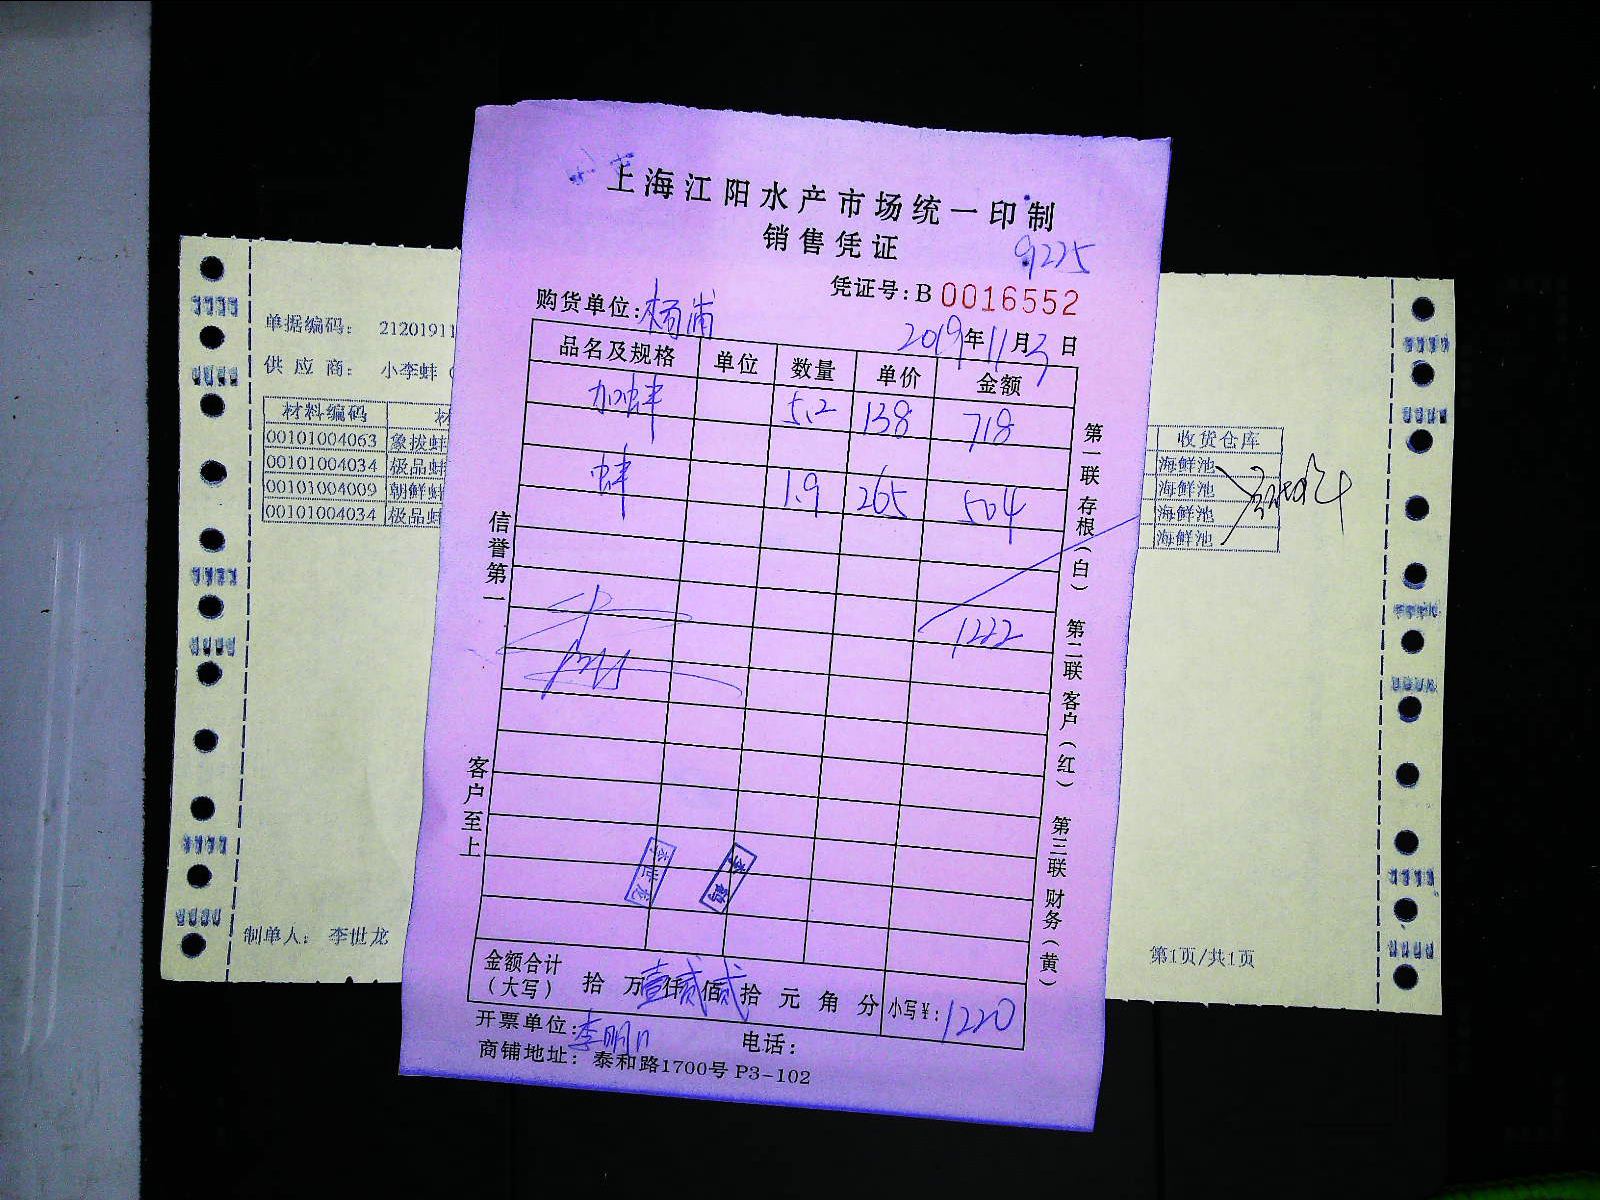 上海江阳水产市场统一印制
销售凭证
9225
凭证号:B 0016552
购货单位:杨浦
2019年11月3日
品名及规格 单位 数量 单价 金额
加蚌 5.2 138 718
蚌 1.9 265 504
1222
信誉第一
客户至上
第一联 存根(白) 第二联 客户(红) 第三联 财务(黄)
李世龙
金额合计(大写) 拾 万 壹仟 贰佰 贰拾 元 角 分 小写¥: 1220
开票单位:李明
电话:
商铺地址: 泰和路1700号 P3-102
单据编码: 21201911
供应商: 小李蚌(
材料编码 材 收货仓库
00101004063 象拔蚌 海鲜池
00101004034 极品蚌 海鲜池
00101004009 朝鲜蚌 海鲜池
00101004034 极品蚌 海鲜池
制单人: 李世龙
第1页/共1页